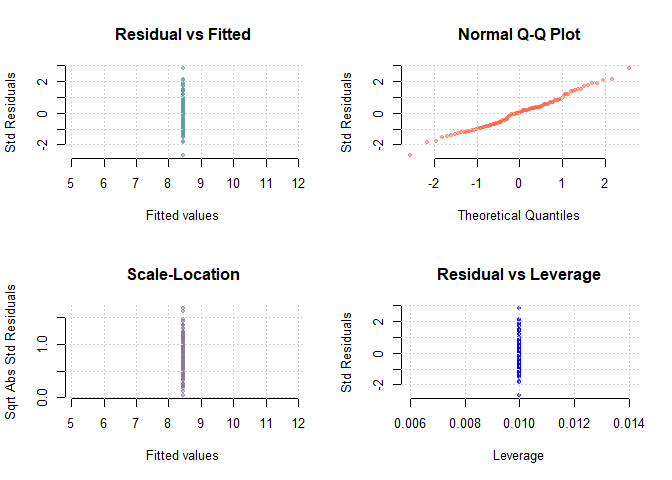 Residual vs Fitted
Std Residuals
-2 0 2
5 6 7 8 9 10 11 12
Fitted values
Normal Q-Q Plot
Std Residuals
-2 0 2
-2 -1 0 1 2
Theoretical Quantiles
Scale-Location
Sqrt Abs Std Residuals
0.0 1.0
5 6 7 8 9 10 11 12
Fitted values
Residual vs Leverage
Std Residuals
-2 0 2
0.006 0.008 0.010 0.012 0.014
Leverage